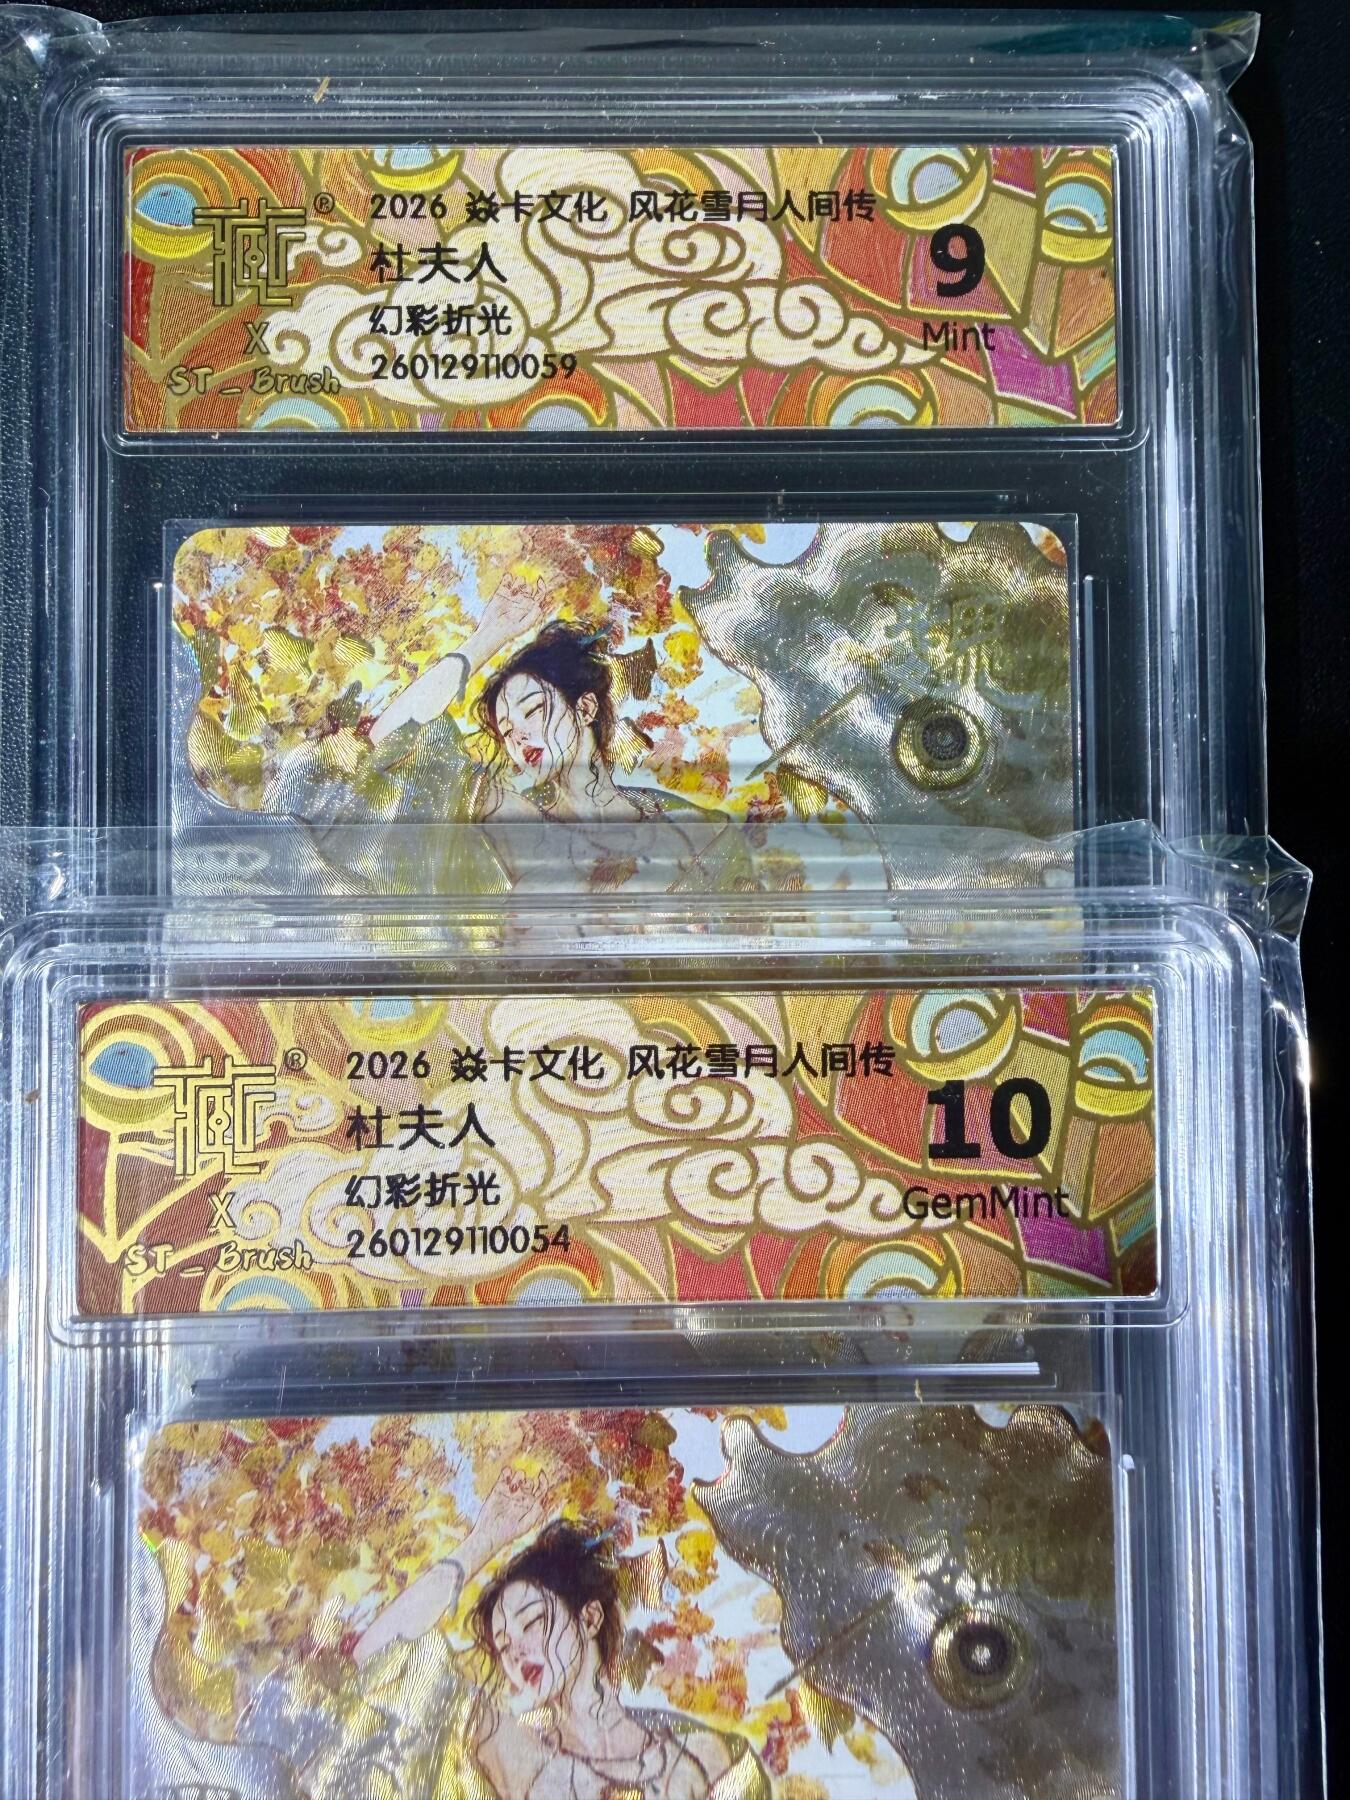 藏®
X
ST_Brush
2026 焱卡文化 风花雪月人间传
杜夫人
幻彩折光
260129110059
9
Mint
藏®
X
ST_Brush
2026 焱卡文化 风花雪月人间传
杜夫人
幻彩折光
260129110054
10
GemMint